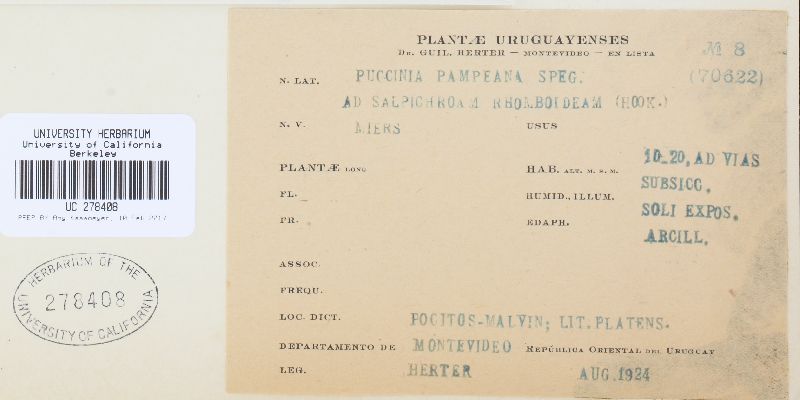 PLANTÆ URUGUAYENSES
Dr. GUIL. HERTER — MONTEVIDEO — EN LISTA
№ 8
N. LAT. PUCCINIA PAMPEANA SPEG. (70622)
AD SALPICHROAM RHOMBOIDEAM (HOOK.)
N. V. MIERS USUS
PLANTÆ LONG HAB. ALT. M. S. M. 10-20, AD VIAS
FL. HUMID., ILLUM. SUBSICC.
FR. EDAPH. SOLI EXPOS.
ARCILL.
ASSOC.
FREQU.
LOC. DICT. POCITOS-MALVIN; LIT. PLATENS.
DEPARTAMENTO DE MONTEVIDEO REPÚBLICA ORIENTAL DEL URUGUAY
LEG. HERTER AUG. 1924
UNIVERSITY HERBARIUM
University of California
Berkeley
UC 278408
HERBARIUM OF THE
278408
UNIVERSITY OF CALIFORNIA